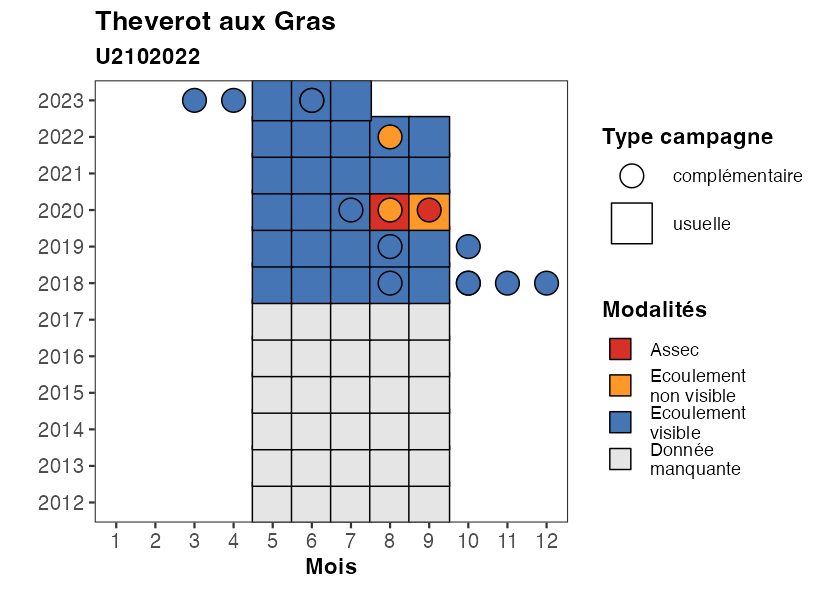 Theverot aux Gras
U2102022
2023
2022
2021
2020
2019
2018
2017
2016
2015
2014
2013
2012
1 2 3 4 5 6 7 8 9 10 11 12
Mois
Type campagne
complémentaire
usuelle
Modalités
Assec
Ecoulement
non visible
Ecoulement
visible
Donnée
manquante